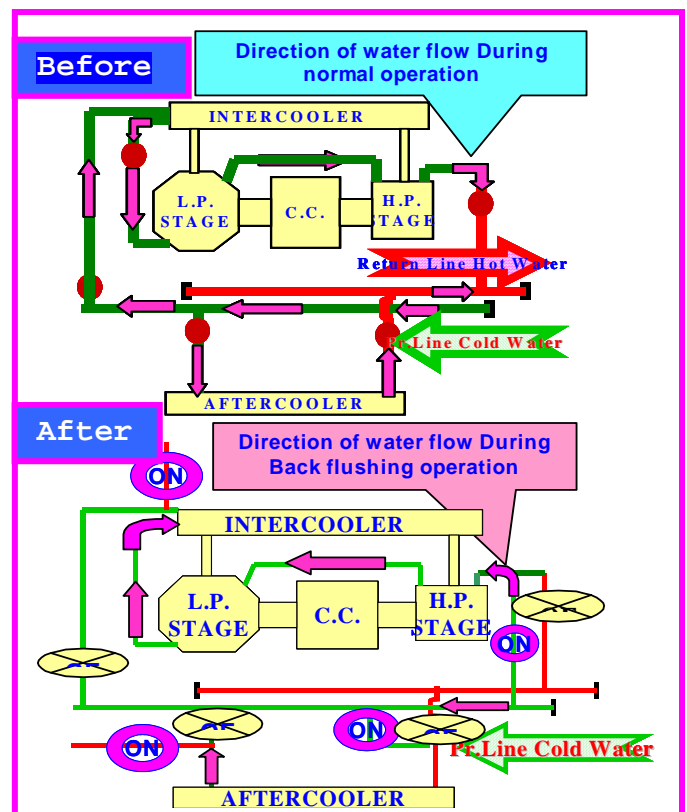 Before
Direction of water flow During
normal operation
INTERCOOLER
L.P.
STAGE
C.C.
H.P.
STAGE
Return Line Hot Water
Pr.Line Cold Water
AFTERCOOLER
After
Direction of water flow During
Back flushing operation
ON
INTERCOOLER
L.P.
STAGE
C.C.
H.P.
STAGE
ON
ON
ON
Pr.Line Cold Water
AFTERCOOLER